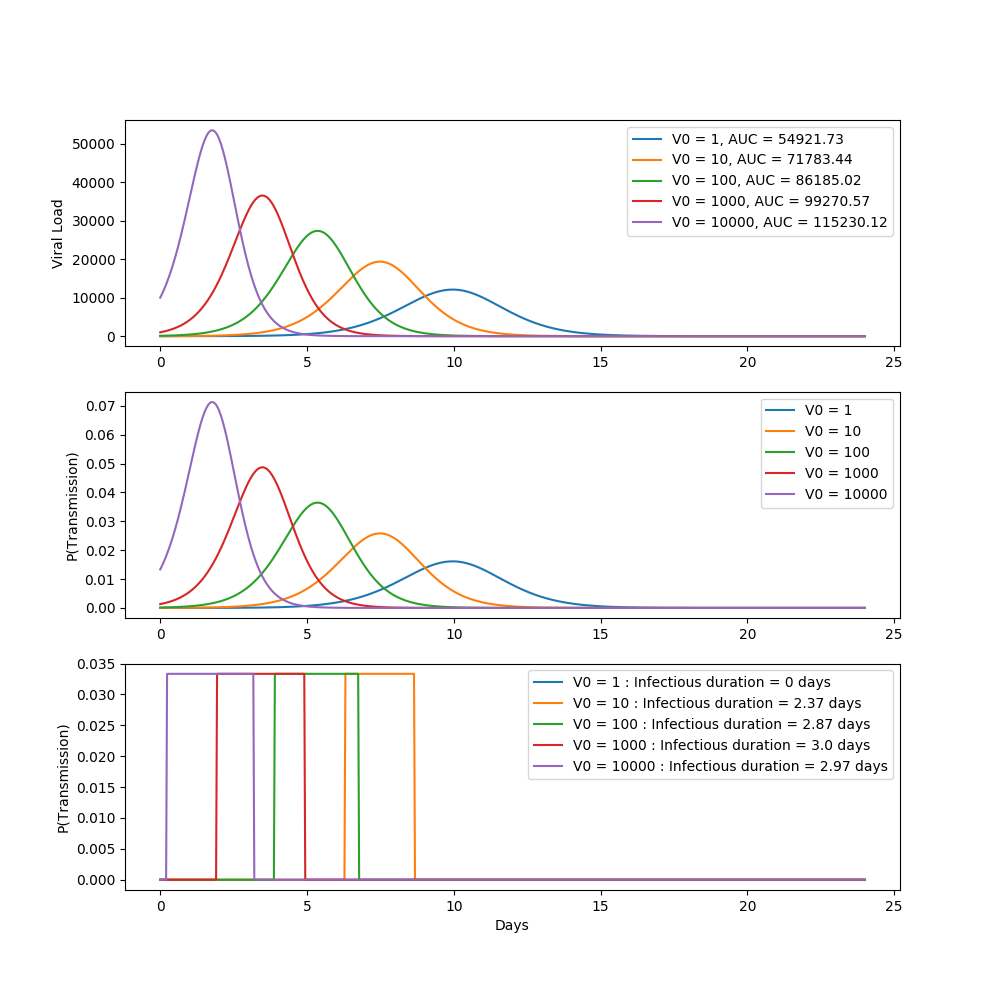 50000
40000
30000
20000
10000
0
Viral Load
V0 = 1, AUC = 54921.73
V0 = 10, AUC = 71783.44
V0 = 100, AUC = 86185.02
V0 = 1000, AUC = 99270.57
V0 = 10000, AUC = 115230.12
0 5 10 15 20 25
0.07
0.06
0.05
0.04
0.03
0.02
0.01
0.00
P(Transmission)
V0 = 1
V0 = 10
V0 = 100
V0 = 1000
V0 = 10000
0 5 10 15 20 25
0.035
0.030
0.025
0.020
0.015
0.010
0.005
0.000
P(Transmission)
V0 = 1 : Infectious duration = 0 days
V0 = 10 : Infectious duration = 2.37 days
V0 = 100 : Infectious duration = 2.87 days
V0 = 1000 : Infectious duration = 3.0 days
V0 = 10000 : Infectious duration = 2.97 days
0 5 10 15 20 25
Days